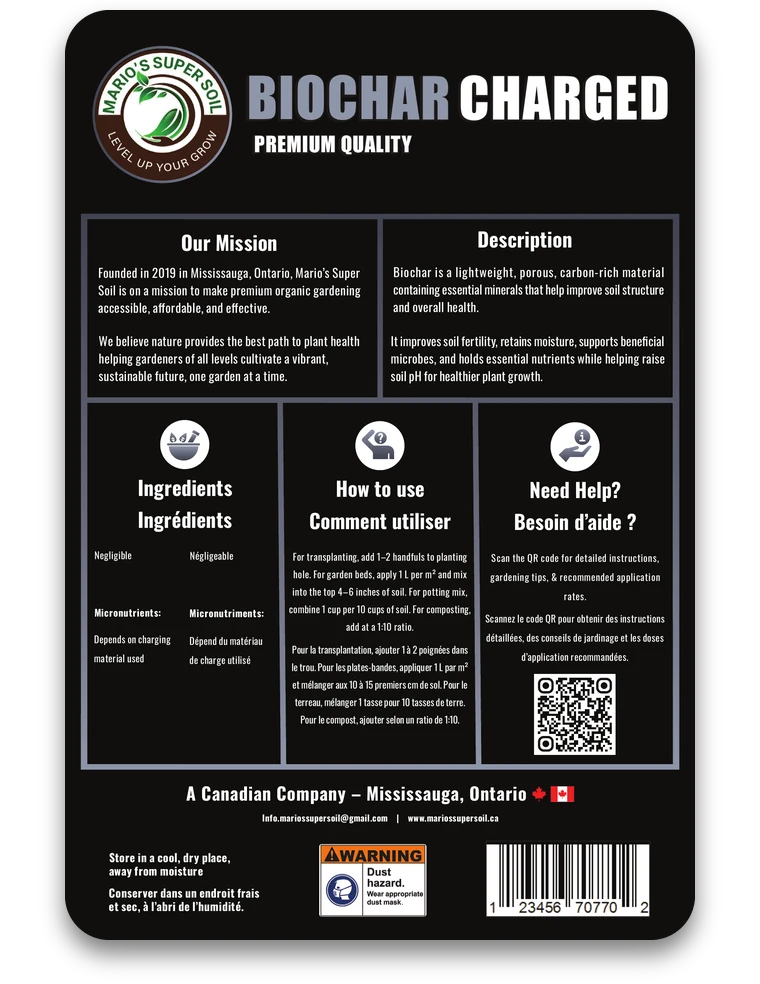 MARIO'S SUPER SOIL
LEVEL UP YOUR GROW
BIOCHAR CHARGED
PREMIUM QUALITY
Our Mission
Founded in 2019 in Mississauga, Ontario, Mario's Super
Soil is on a mission to make premium organic gardening
accessible, affordable, and effective.
We believe nature provides the best path to plant health
helping gardeners of all levels cultivate a vibrant,
sustainable future, one garden at a time.
Description
Biochar is a lightweight, porous, carbon-rich material
containing essential minerals that help improve soil structure
and overall health.
It improves soil fertility, retains moisture, supports beneficial
microbes, and holds essential nutrients while helping raise
soil pH for healthier plant growth.
Ingredients
Ingrédients
Negligible
Micronutrients:
Depends on charging
material used
Négligeable
Micronutriments:
Dépend du matériau
de charge utilisé
How to use
Comment utiliser
For transplanting, add 1–2 handfuls to planting
hole. For garden beds, apply 1 L per m² and mix
into the top 4–6 inches of soil. For potting mix,
combine 1 cup per 10 cups of soil. For composting,
add at a 1:10 ratio.
Pour la transplantation, ajouter 1 à 2 poignées dans
le trou. Pour les plates-bandes, appliquer 1 L par m²
et mélanger aux 10 à 15 premiers cm de sol. Pour le
terreau, mélanger 1 tasse pour 10 tasses de terre.
Pour le compost, ajouter selon un ratio de 1:10.
Need Help?
Besoin d'aide ?
Scan the QR code for detailed instructions,
gardening tips, & recommended application
rates.
Scannez le code QR pour obtenir des instructions
détaillées, des conseils de jardinage et les doses
d'application recommandées.
A Canadian Company – Mississauga, Ontario
Info.mariossupersoil@gmail.com | www.mariossupersoil.ca
Store in a cool, dry place,
away from moisture
Conserver dans un endroit frais
et sec, à l'abri de l'humidité.
WARNING
Dust
hazard.
Wear appropriate
dust mask.
1 23456 70770 2